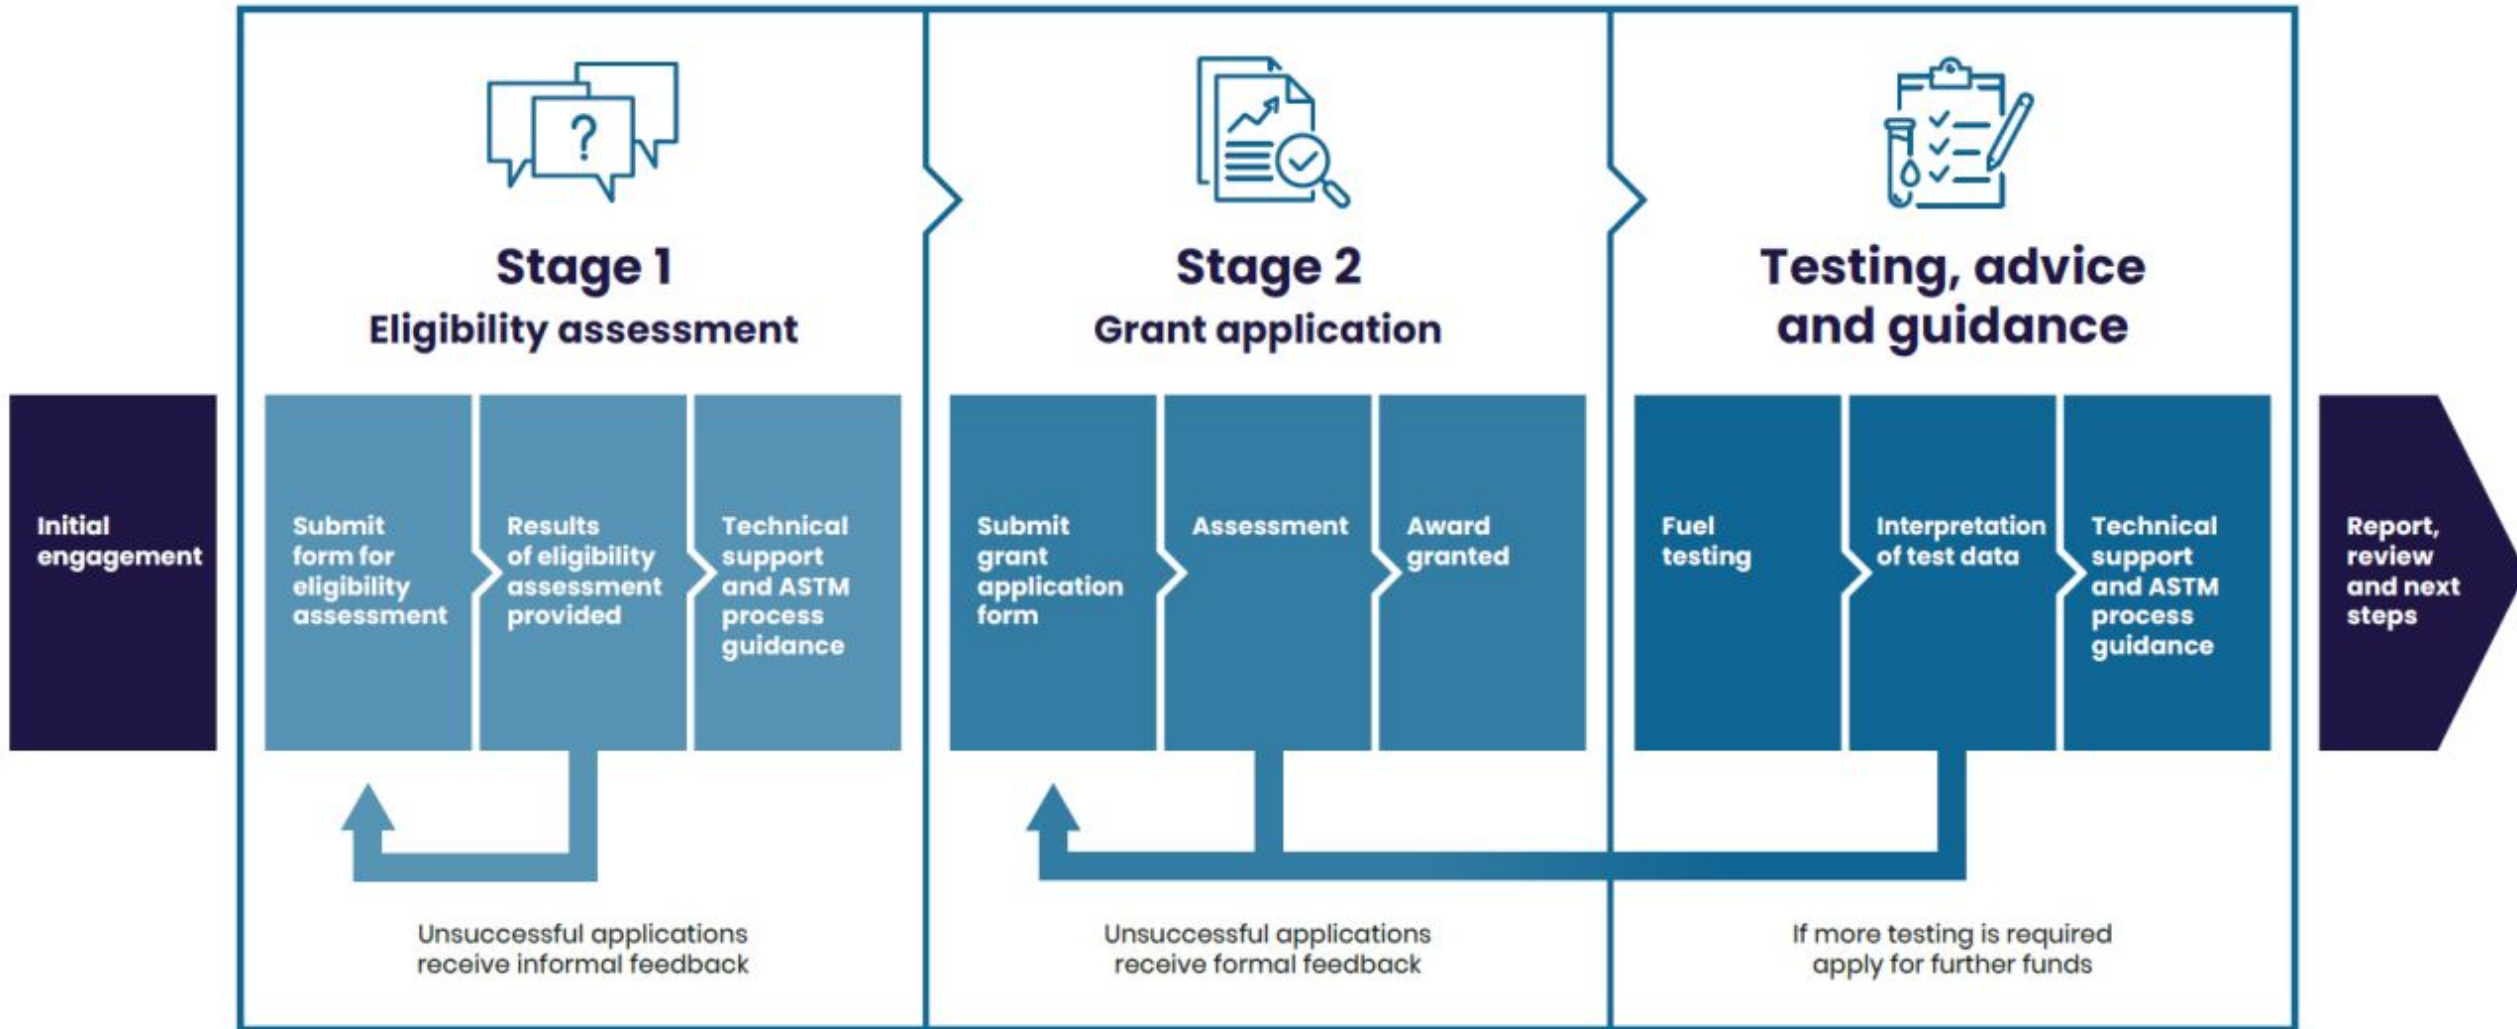 ?
Stage 1
Eligibility assessment
Stage 2
Grant application
Testing, advice
and guidance
Initial
engagement
Submit
form for
eligibility
assessment
Results
of eligibility
assessment
provided
Technical
support
and ASTM
process
guidance
Submit
grant
application
form
Assessment
Award
granted
Fuel
testing
Interpretation
of test data
Technical
support
and ASTM
process
guidance
Report,
review
and next
steps
Unsuccessful applications
receive informal feedback
Unsuccessful applications
receive formal feedback
If more testing is required
apply for further funds